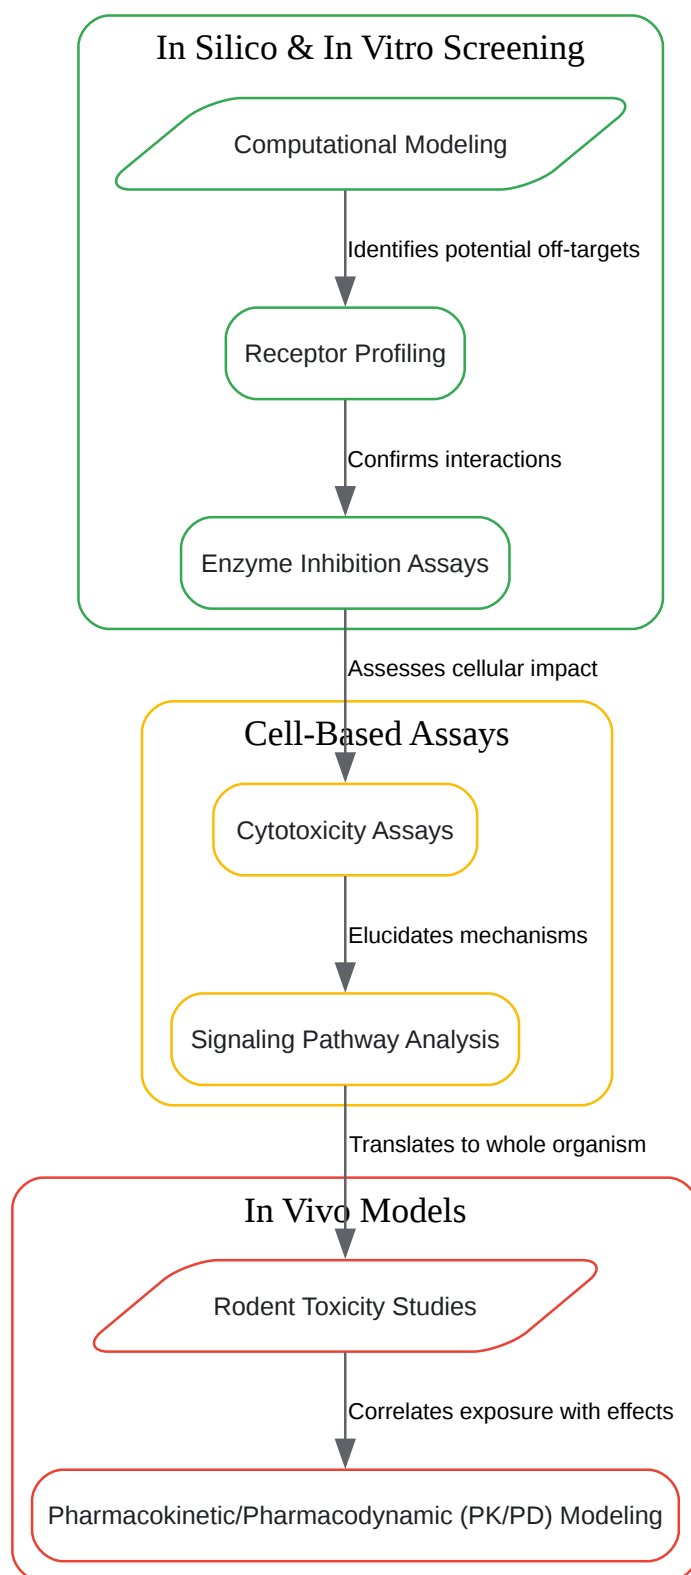 In Silico & In Vitro Screening
Computational Modeling
Identifies potential off-targets
Receptor Profiling
Confirms interactions
Enzyme Inhibition Assays
Assesses cellular impact
Cell-Based Assays
Cytotoxicity Assays
Elucidates mechanisms
Signaling Pathway Analysis
Translates to whole organism
In Vivo Models
Rodent Toxicity Studies
Correlates exposure with effects
Pharmacokinetic/Pharmacodynamic (PK/PD) Modeling